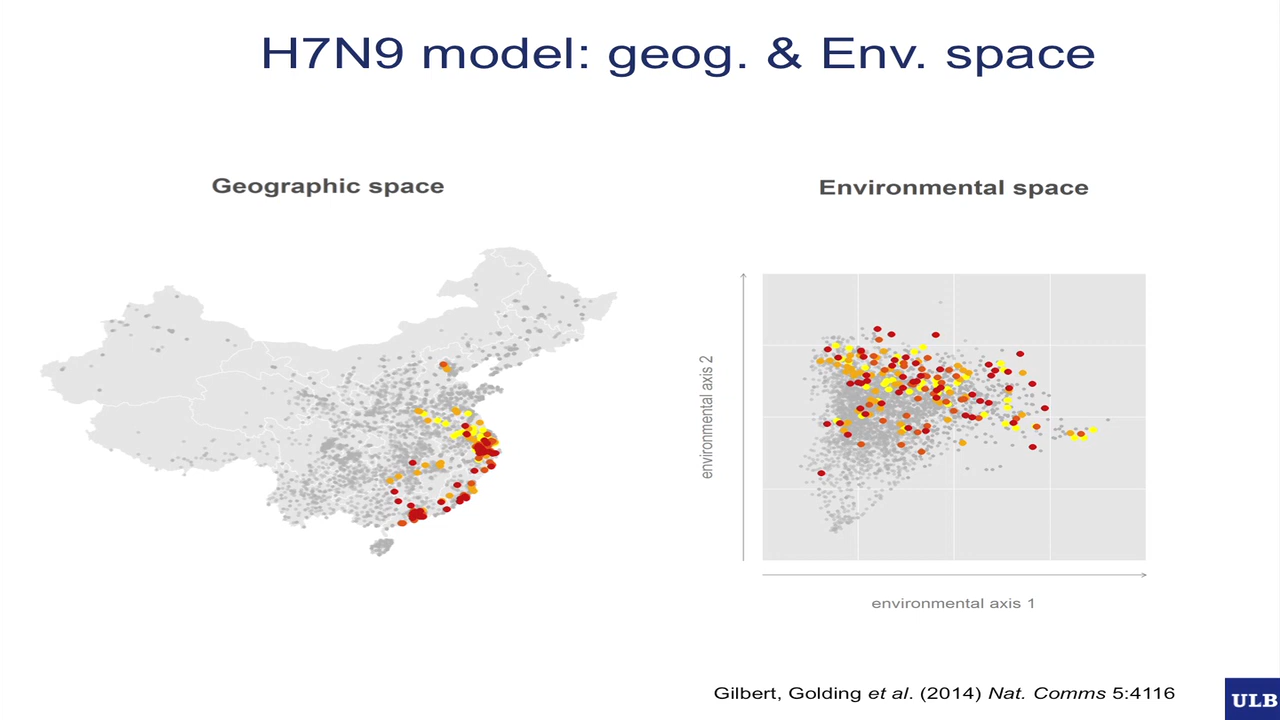 H7N9 model: geog. & Env. space
Geographic space
Environmental space
environmental axis 2
environmental axis 1
Gilbert, Golding et al. (2014) Nat. Comms 5:4116
ULB